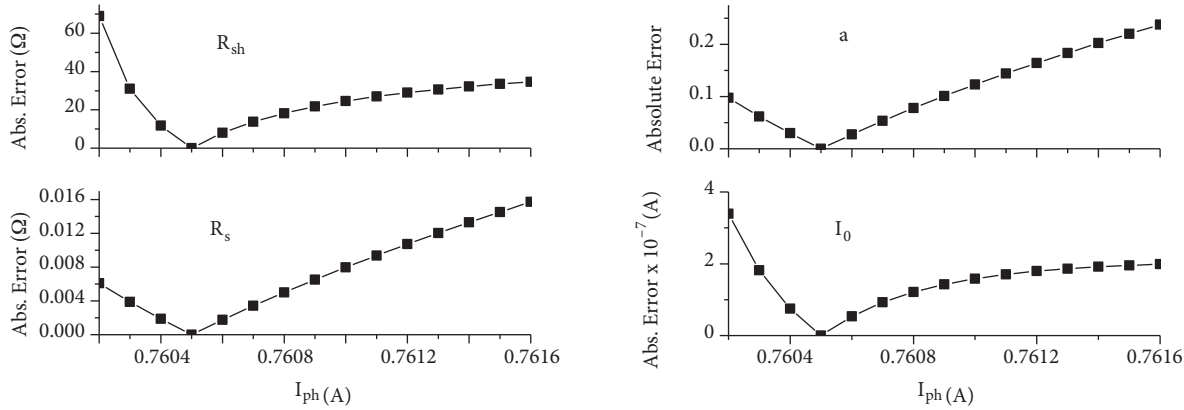 Abs. Error (Ω)
60
40
20
0
R_sh
Abs. Error (Ω)
0.016
0.012
0.008
0.004
0.000
R_s
0.7604 0.7608 0.7612 0.7616
I_ph (A)
Absolute Error
0.2
0.1
0.0
a
Abs. Error x 10⁻⁷ (A)
4
2
0
I₀
0.7604 0.7608 0.7612 0.7616
I_ph (A)